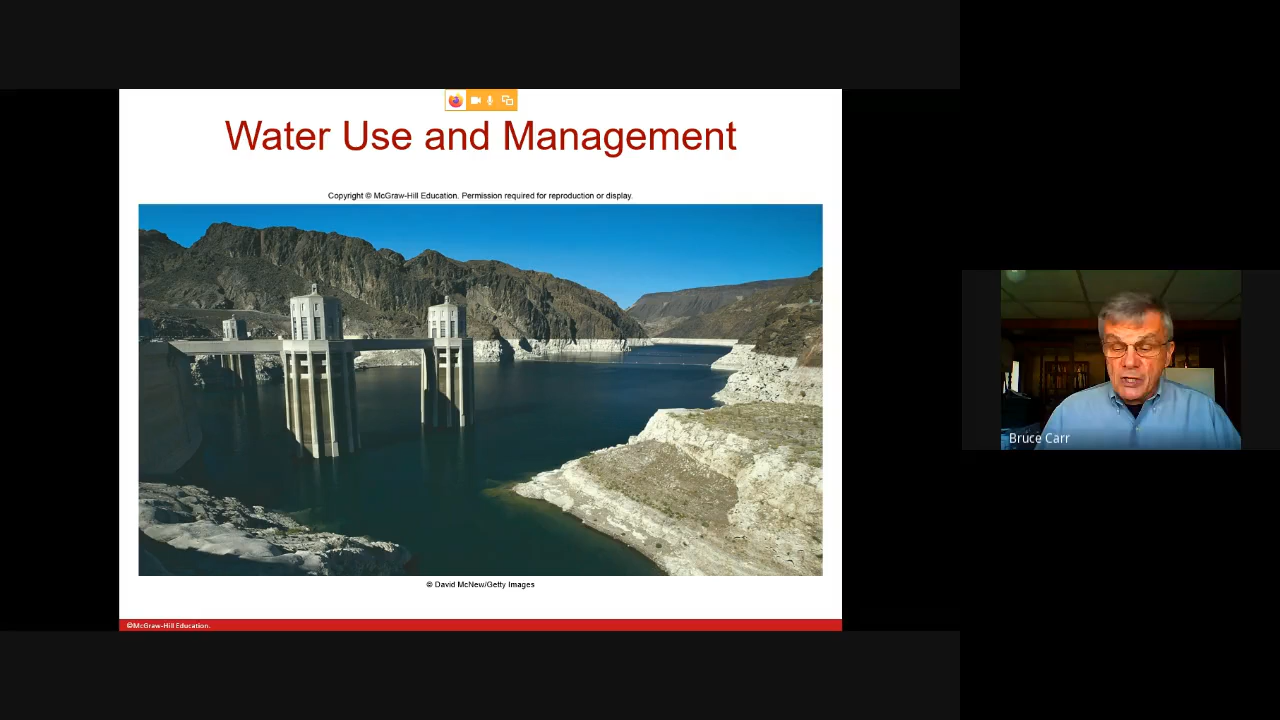 Water Use and Management
Copyright © McGraw-Hill Education. Permission required for reproduction or display.
© David McNew/Getty Images
©McGraw-Hill Education.
Bruce Carr